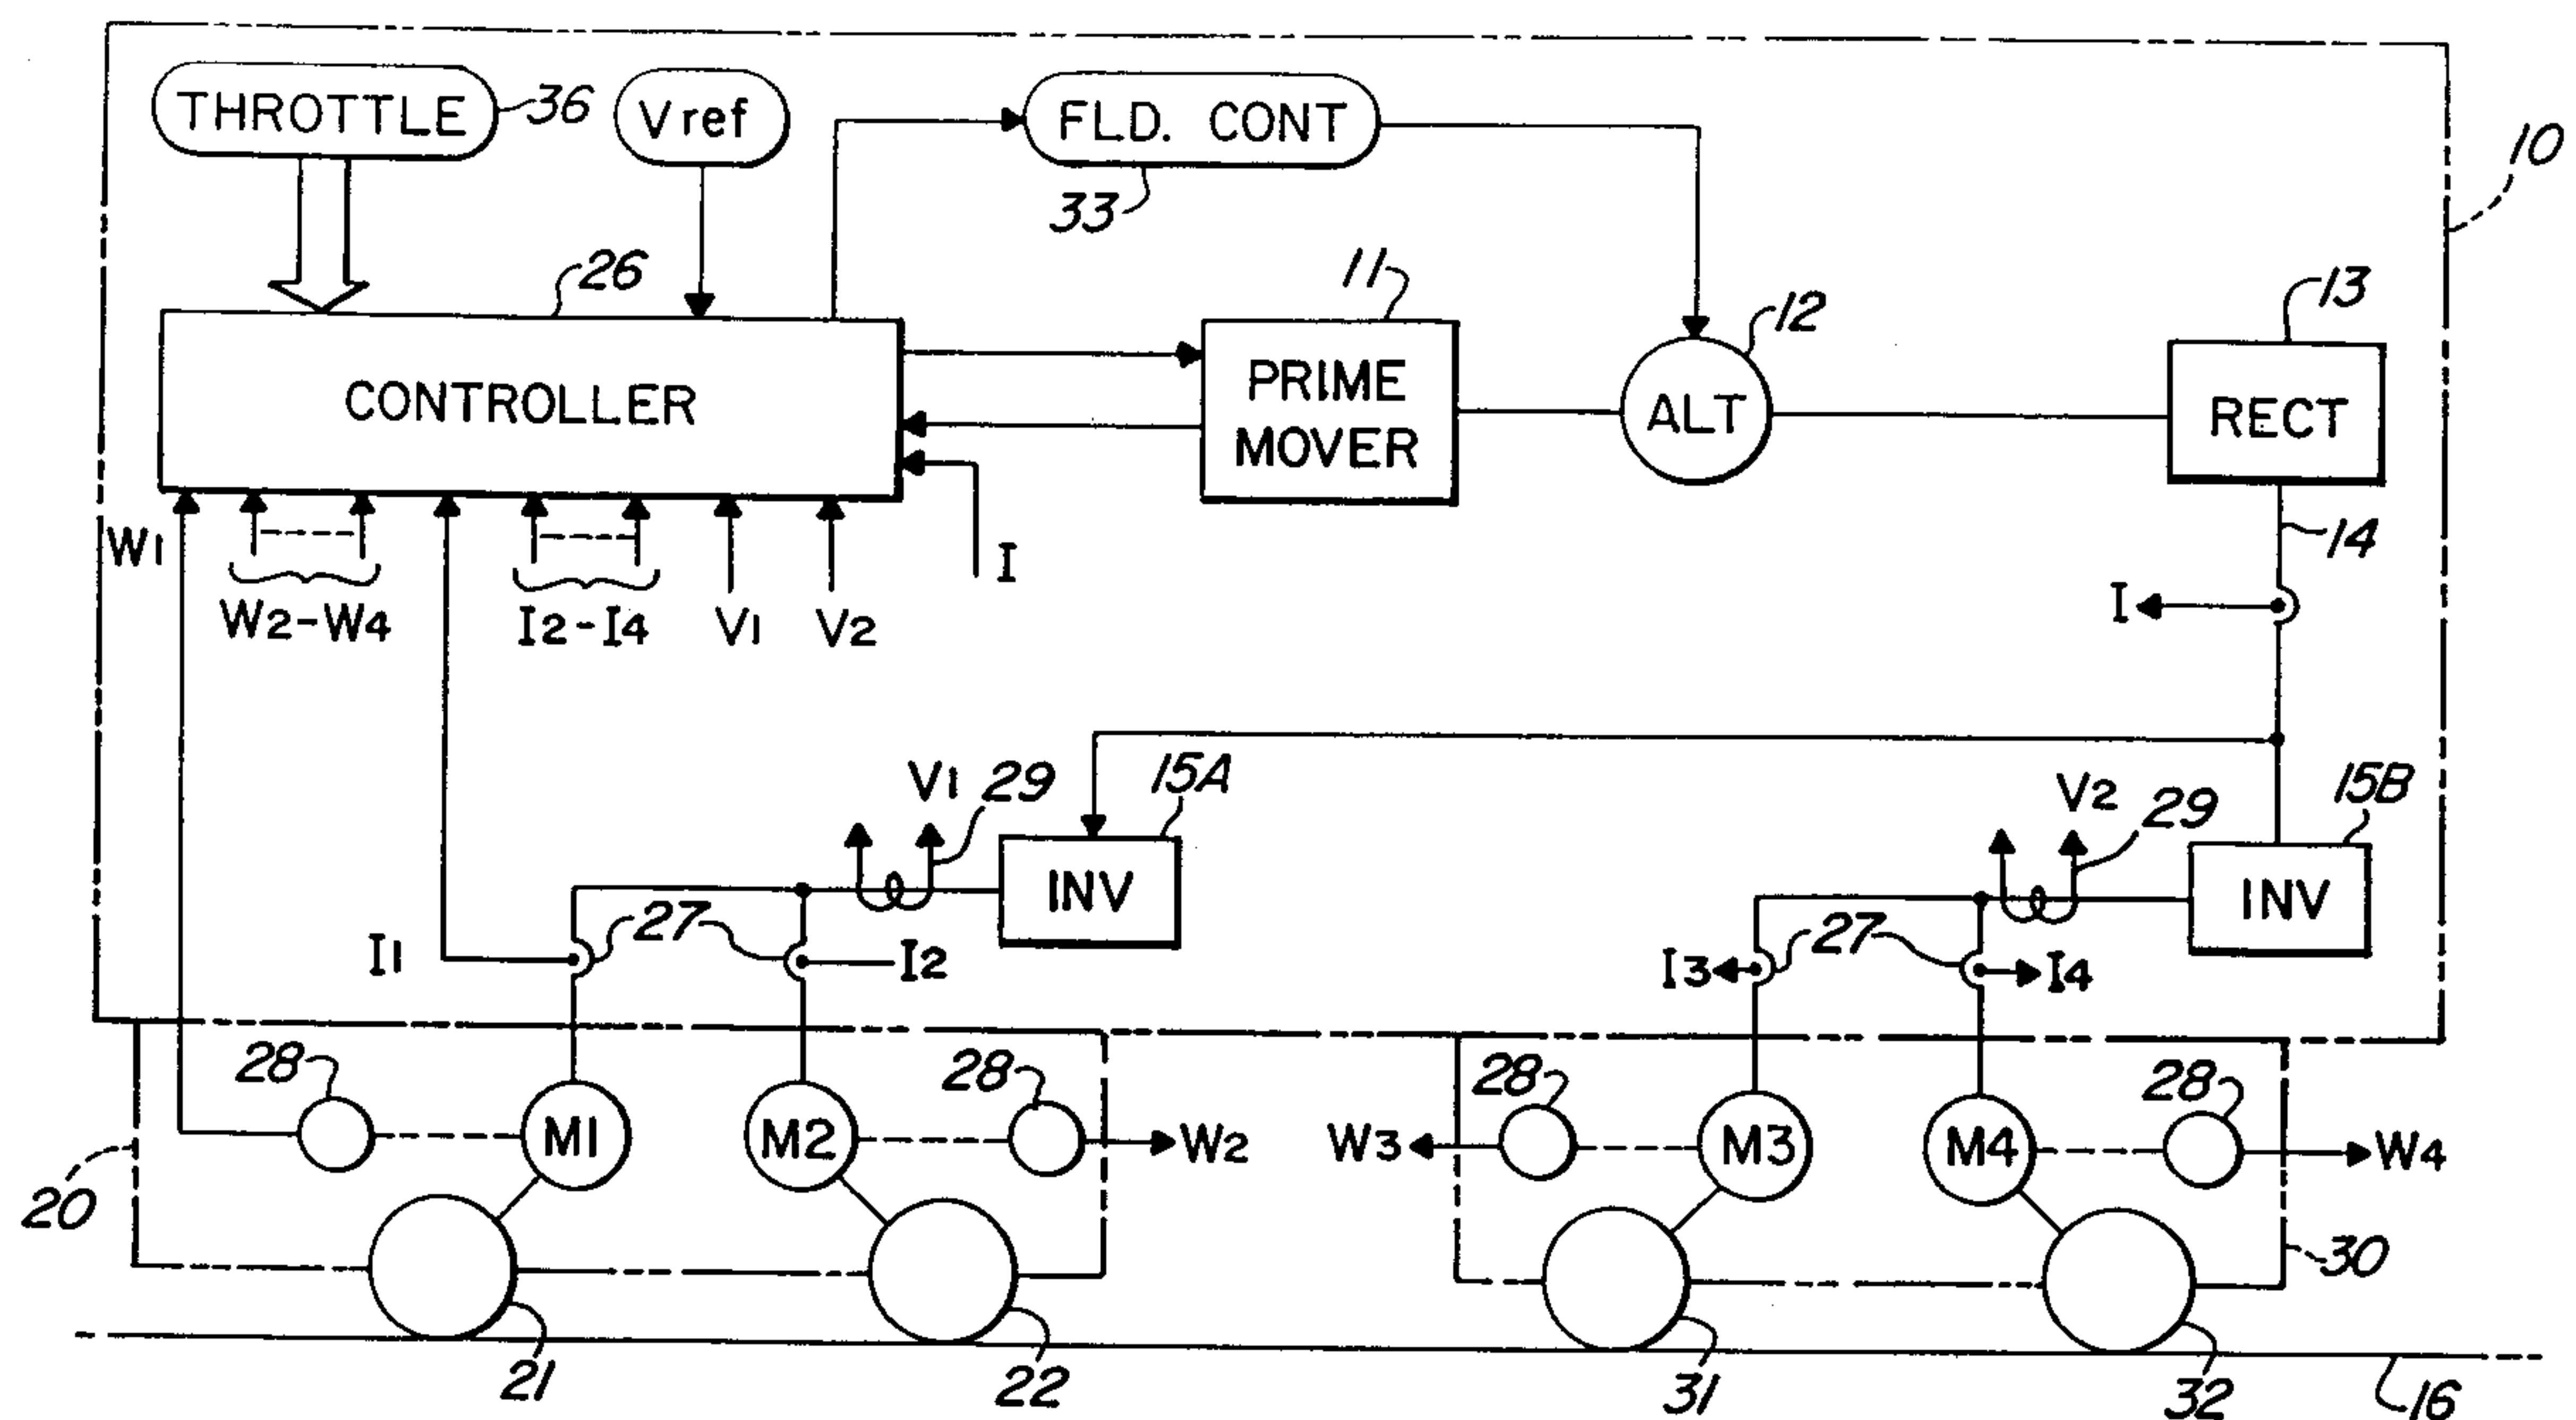 THROTTLE
36
Vref
FLD. CONT
33
10
26
CONTROLLER
11
PRIME
MOVER
12
ALT
13
RECT
14
W1
W2-W4
I2-I4
V1
V2
I
I
V1
29
15A
INV
V2
29
15B
INV
I1
27
I2
I3
27
I4
28
M1
M2
28
W2
W3
28
M3
M4
28
W4
20
30
21
22
31
32
16